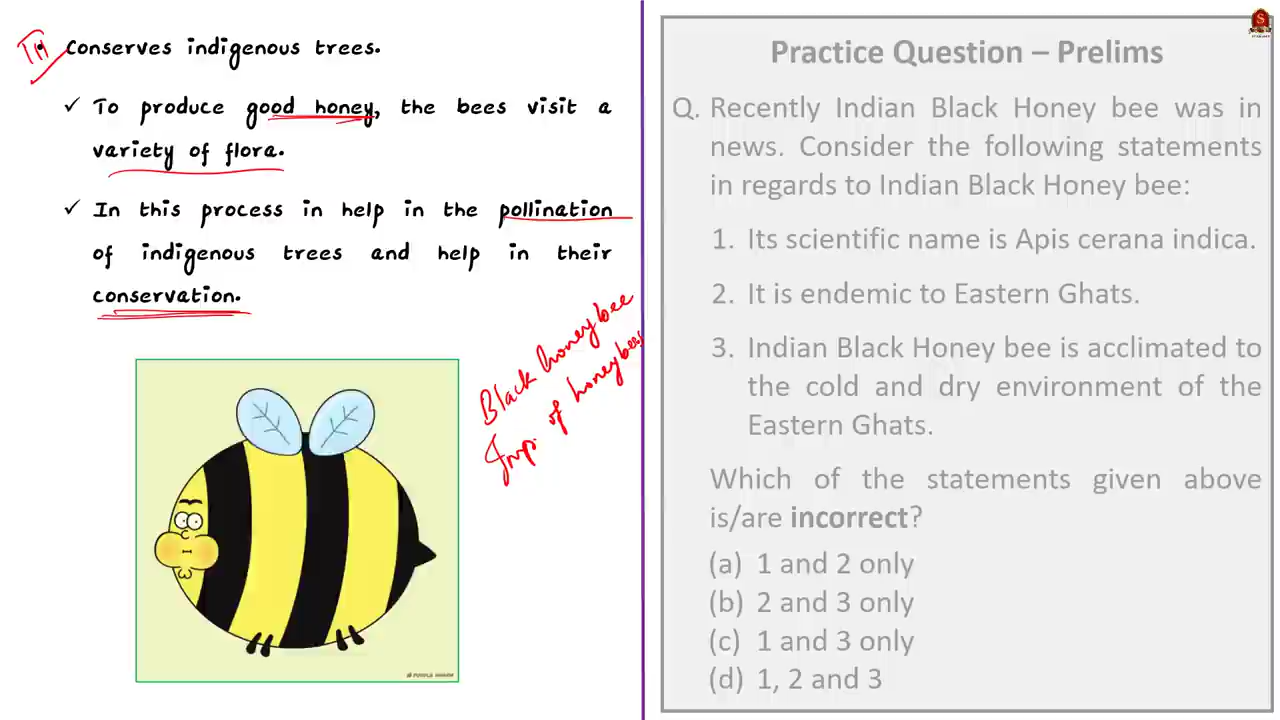 TH
Conserves indigenous trees.
✓ To produce good honey, the bees visit a
variety of flora.
✓ In this process in help in the pollination
of indigenous trees and help in their
conservation.
Black honeybee
Imp. of honeybees
Practice Question – Prelims
Q. Recently Indian Black Honey bee was in
news. Consider the following statements
in regards to Indian Black Honey bee:
1. Its scientific name is Apis cerana indica.
2. It is endemic to Eastern Ghats.
3. Indian Black Honey bee is acclimated to
the cold and dry environment of the
Eastern Ghats.
Which of the statements given above
is/are incorrect?
(a) 1 and 2 only
(b) 2 and 3 only
(c) 1 and 3 only
(d) 1, 2 and 3